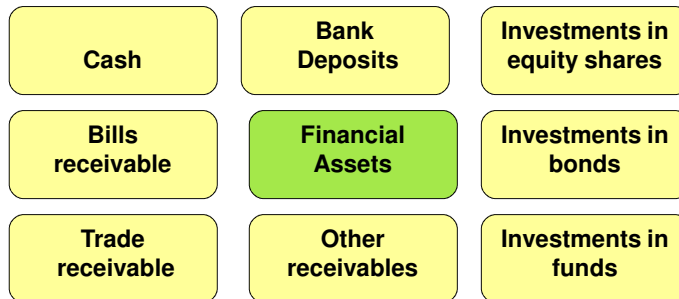 Cash
Bank
Deposits
Investments in
equity shares
Bills
receivable
Financial
Assets
Investments in
bonds
Trade
receivable
Other
receivables
Investments in
funds